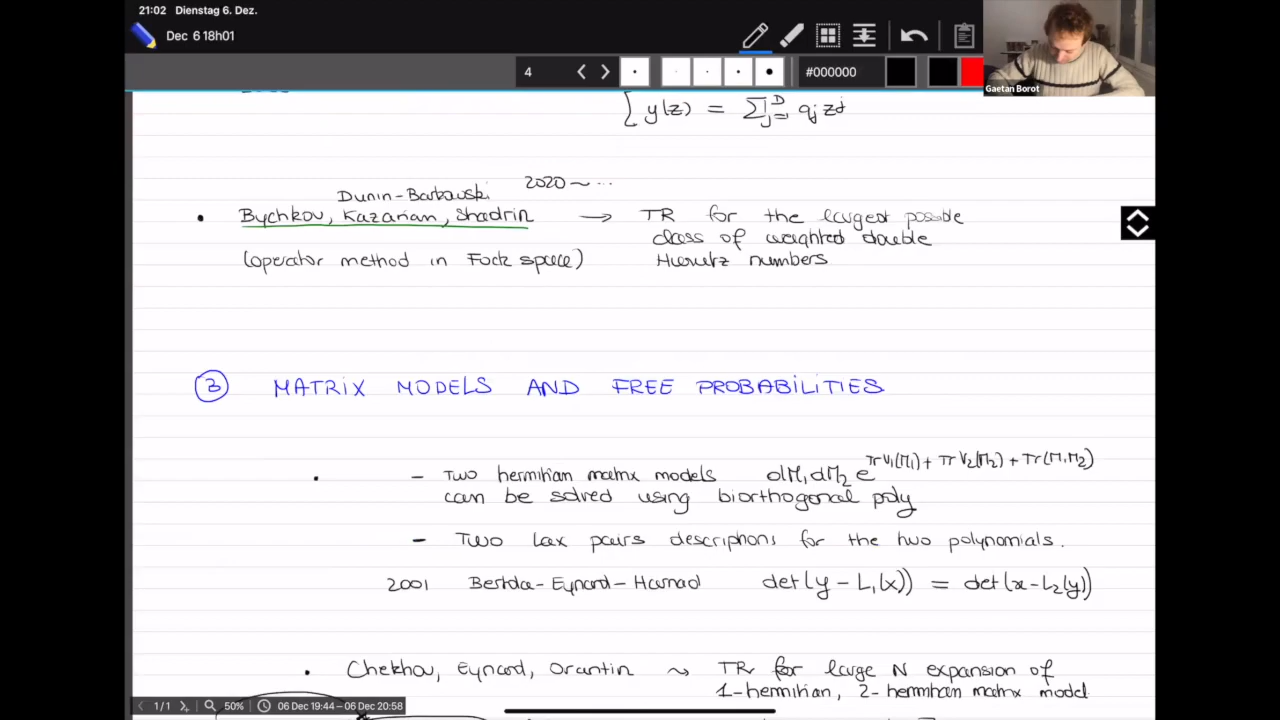 21:02 Dienstag 6. Dez.
Dec 6 18h01
4
#000000
Gaetan Borot
y(z) = ∑_{j=1}^{D} q_j z^j
Dunin-Barkowski 2020 ~ ...
• Bychkov, Kazarian, Shadrin → TR for the largest possible
class of weighted double
(operator method in Fock space) Hurwitz numbers
③ MATRIX MODELS AND FREE PROBABILITIES
• - Two hermitian matrix models dM₁dM₂ e^{Tr V₁(M₁) + Tr V₂(M₂) + Tr(M₁M₂)}
can be solved using biorthogonal poly
- Two Lax pairs descriptions for the two polynomials.
2001 Bertola-Eynard-Harnad det(y - L₁(x)) = det(x - L₂(y))
• Chekhov, Eynard, Orantin ~> TR for large N expansion of
1-hermitian, 2-hermitian matrix model
1/1 50% 06 Dec 19:44 → 06 Dec 20:58